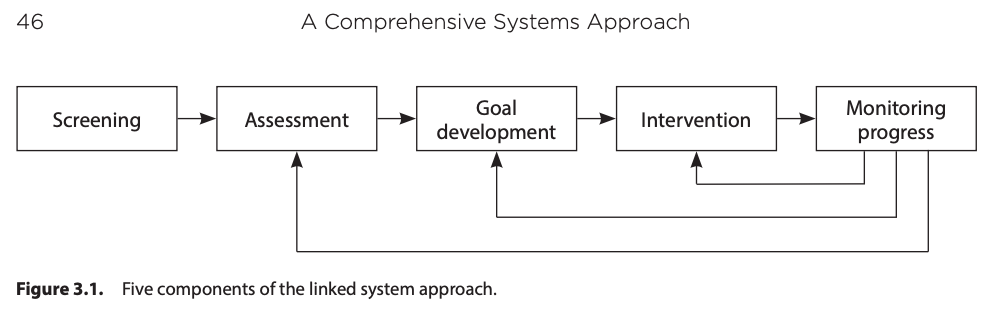 46
A Comprehensive Systems Approach
Screening
Assessment
Goal
development
Intervention
Monitoring
progress
Figure 3.1. Five components of the linked system approach.